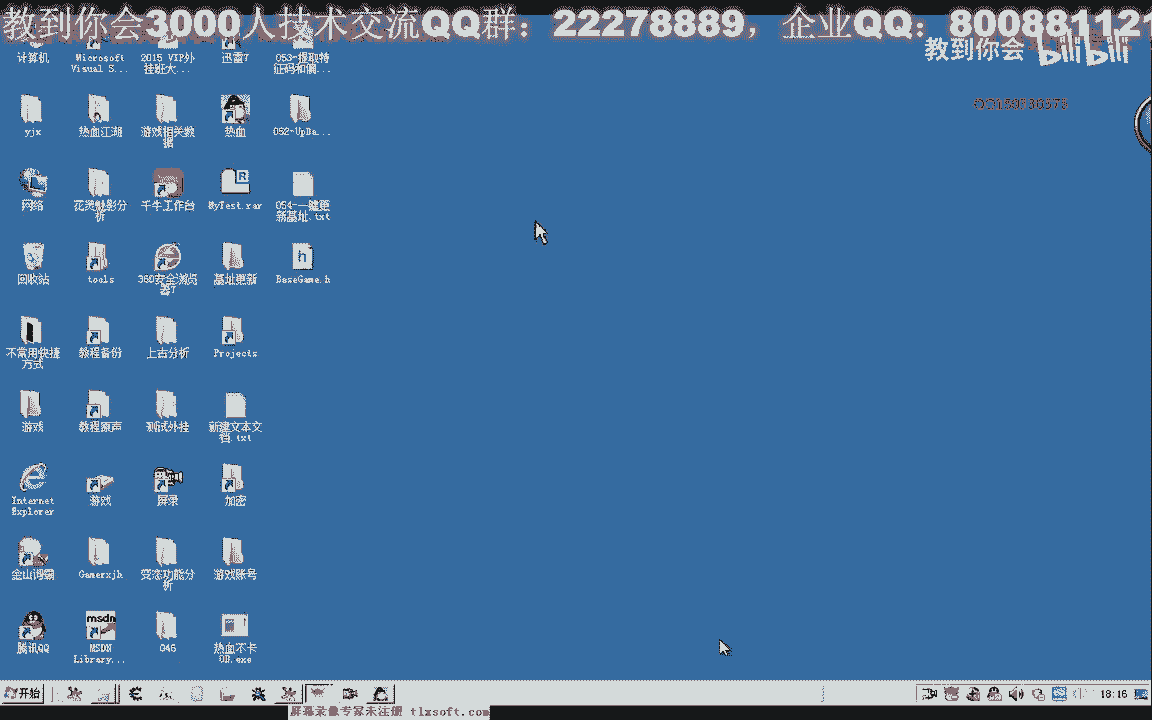 教到你会3000人技术交流QQ群：22278889，企业QQ：800881121
教到你会 bilibili
QQ150330575
计算机
Microsoft
Visual S...
2015 VIP外
挂班大...
迅雷7
053-提取特
征码和偏...
yjx
热血江湖
游戏相关数
据
热血
052-UpBa...
网络
花灵魅影分
析
千牛工作台
MyTest.rar
054-一键更
新基址.txt
回收站
tools
360安全浏览
器7
基址更新
BaseGame.h
不常用快捷
方式
教程备份
上古分析
Projects
游戏
教程原声
测试外挂
新建文本文
档.txt
Internet
Explorer
游戏
屏录
加密
金山词霸
Gamerxjh
变态功能分
析
游戏账号
腾讯QQ
msdn
MSDN
Library...
046
热血不卡
OD.exe
开始
18:16
屏幕录像专家未注册 tlxsoft.com